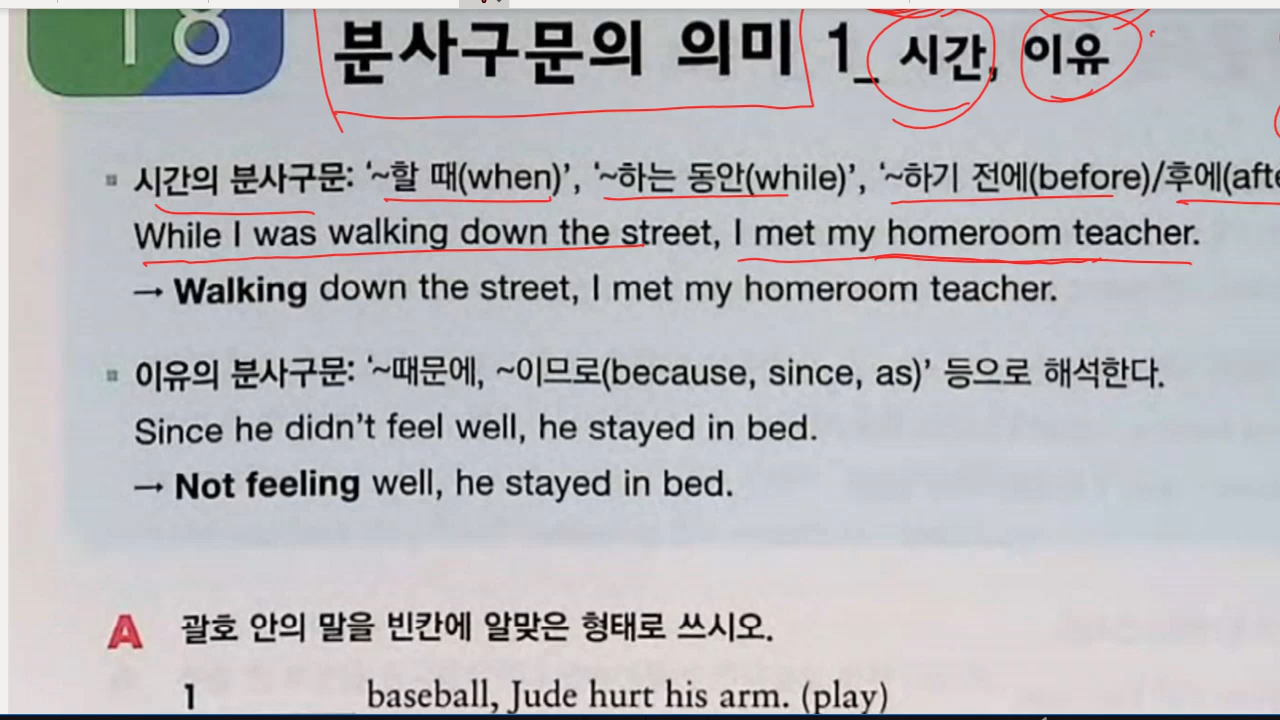 18 분사구문의 의미 1_ 시간, 이유
시간의 분사구문: ‘~할 때(when)’, ‘~하는 동안(while)’, ‘~하기 전에(before)/후에(afte
While I was walking down the street, I met my homeroom teacher.
→ Walking down the street, I met my homeroom teacher.
이유의 분사구문: ‘~때문에, ~이므로(because, since, as)’ 등으로 해석한다.
Since he didn’t feel well, he stayed in bed.
→ Not feeling well, he stayed in bed.
A 괄호 안의 말을 빈칸에 알맞은 형태로 쓰시오.
1 ________ baseball, Jude hurt his arm. (play)